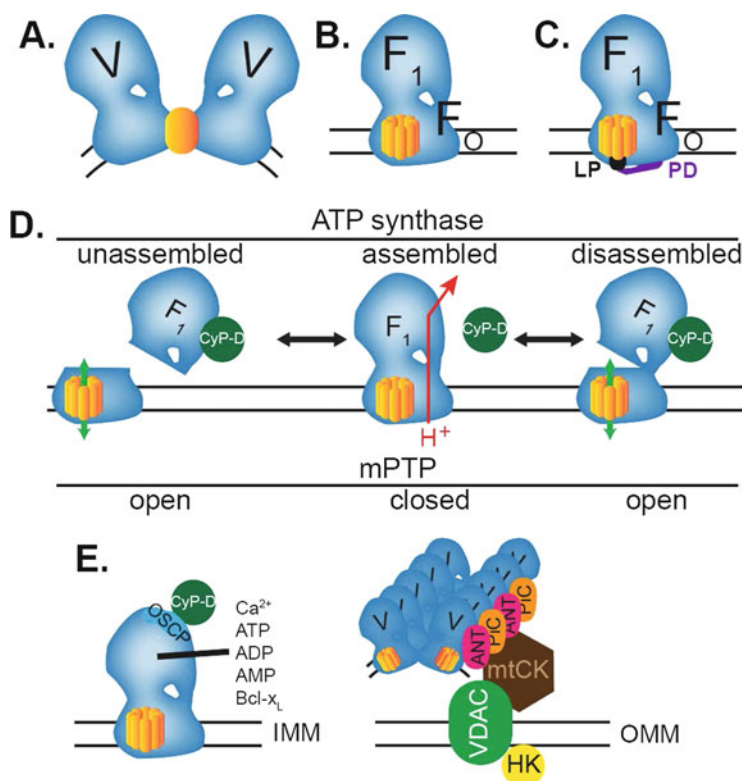 A.
V V
B.
F1
FO
C.
F1
FO
LP PD
D.
ATP synthase
unassembled assembled disassembled
F1
CyP-D
F1
CyP-D
F1
CyP-D
H+
mPTP
open closed open
E.
CyP-D
OSCP
Ca2+
ATP
ADP
AMP
Bcl-xL
IMM
V V V V
ANT PiC ANT PiC
mtCK
VDAC
OMM
HK